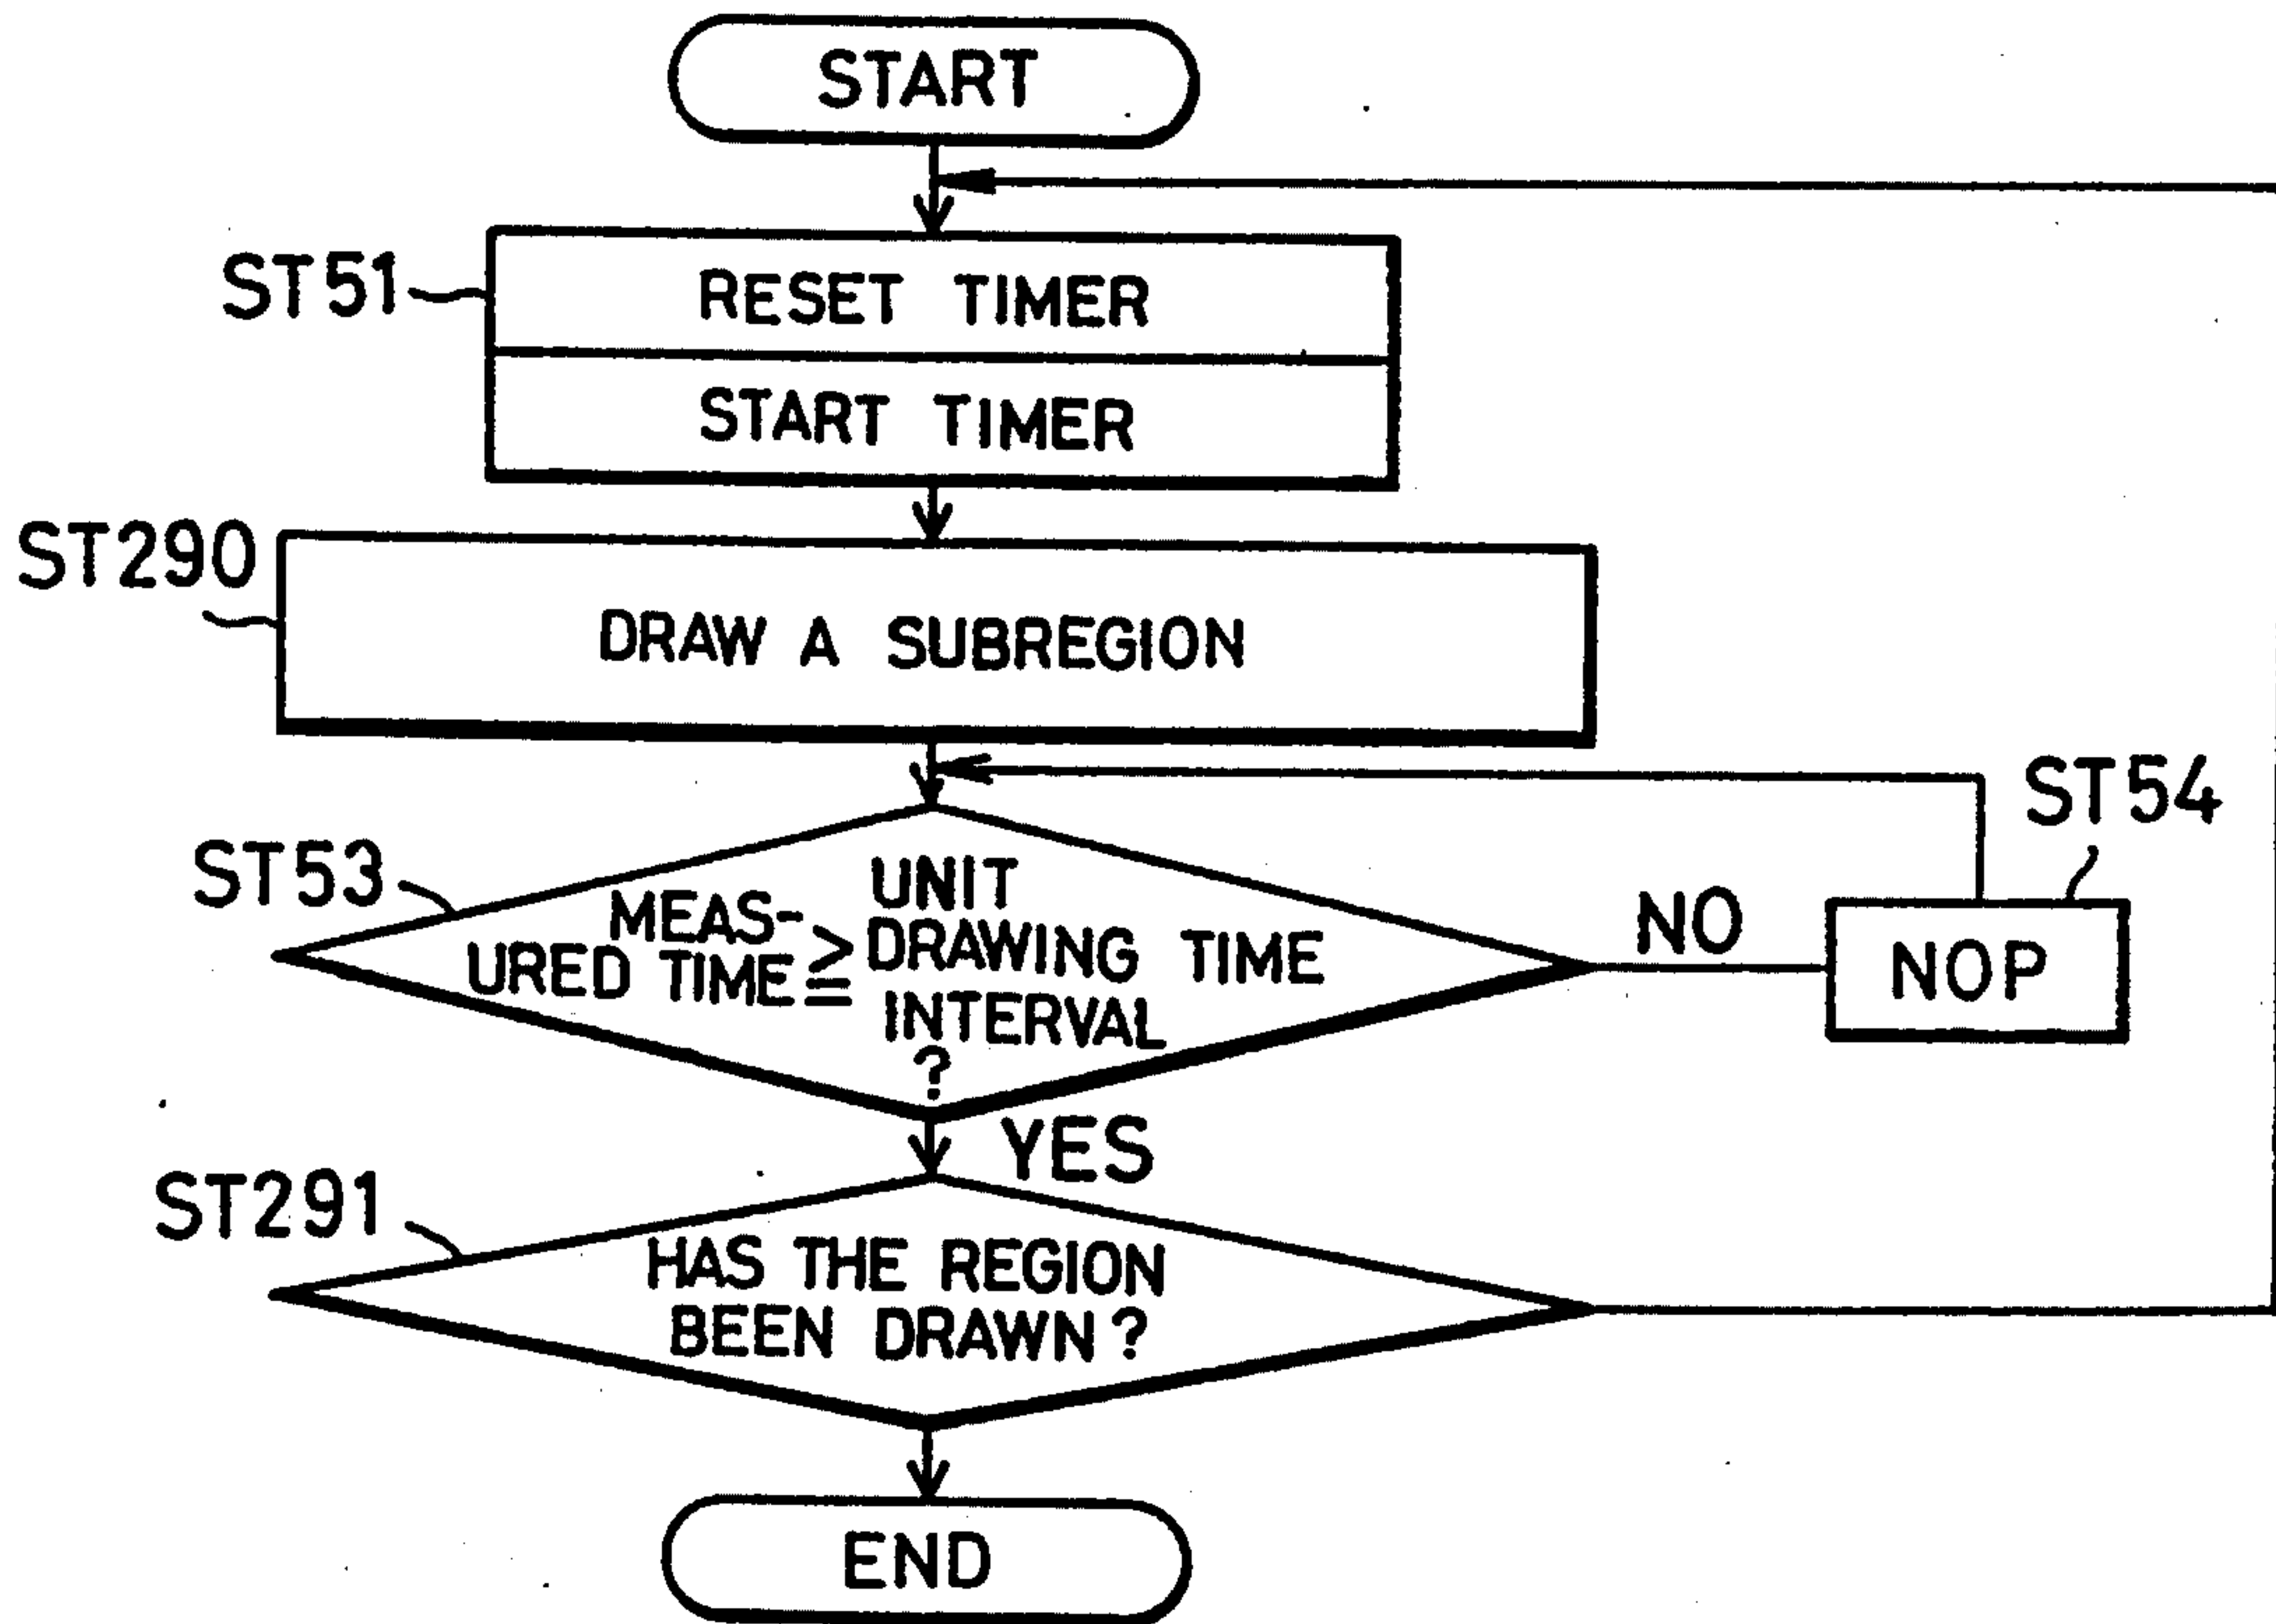 START
ST51
RESET TIMER
START TIMER
ST290
DRAW A SUBREGION
ST54
ST53
MEAS-
URED TIME
≧
UNIT
DRAWING TIME
INTERVAL
?
NO
NOP
YES
ST291
HAS THE REGION
BEEN DRAWN?
END